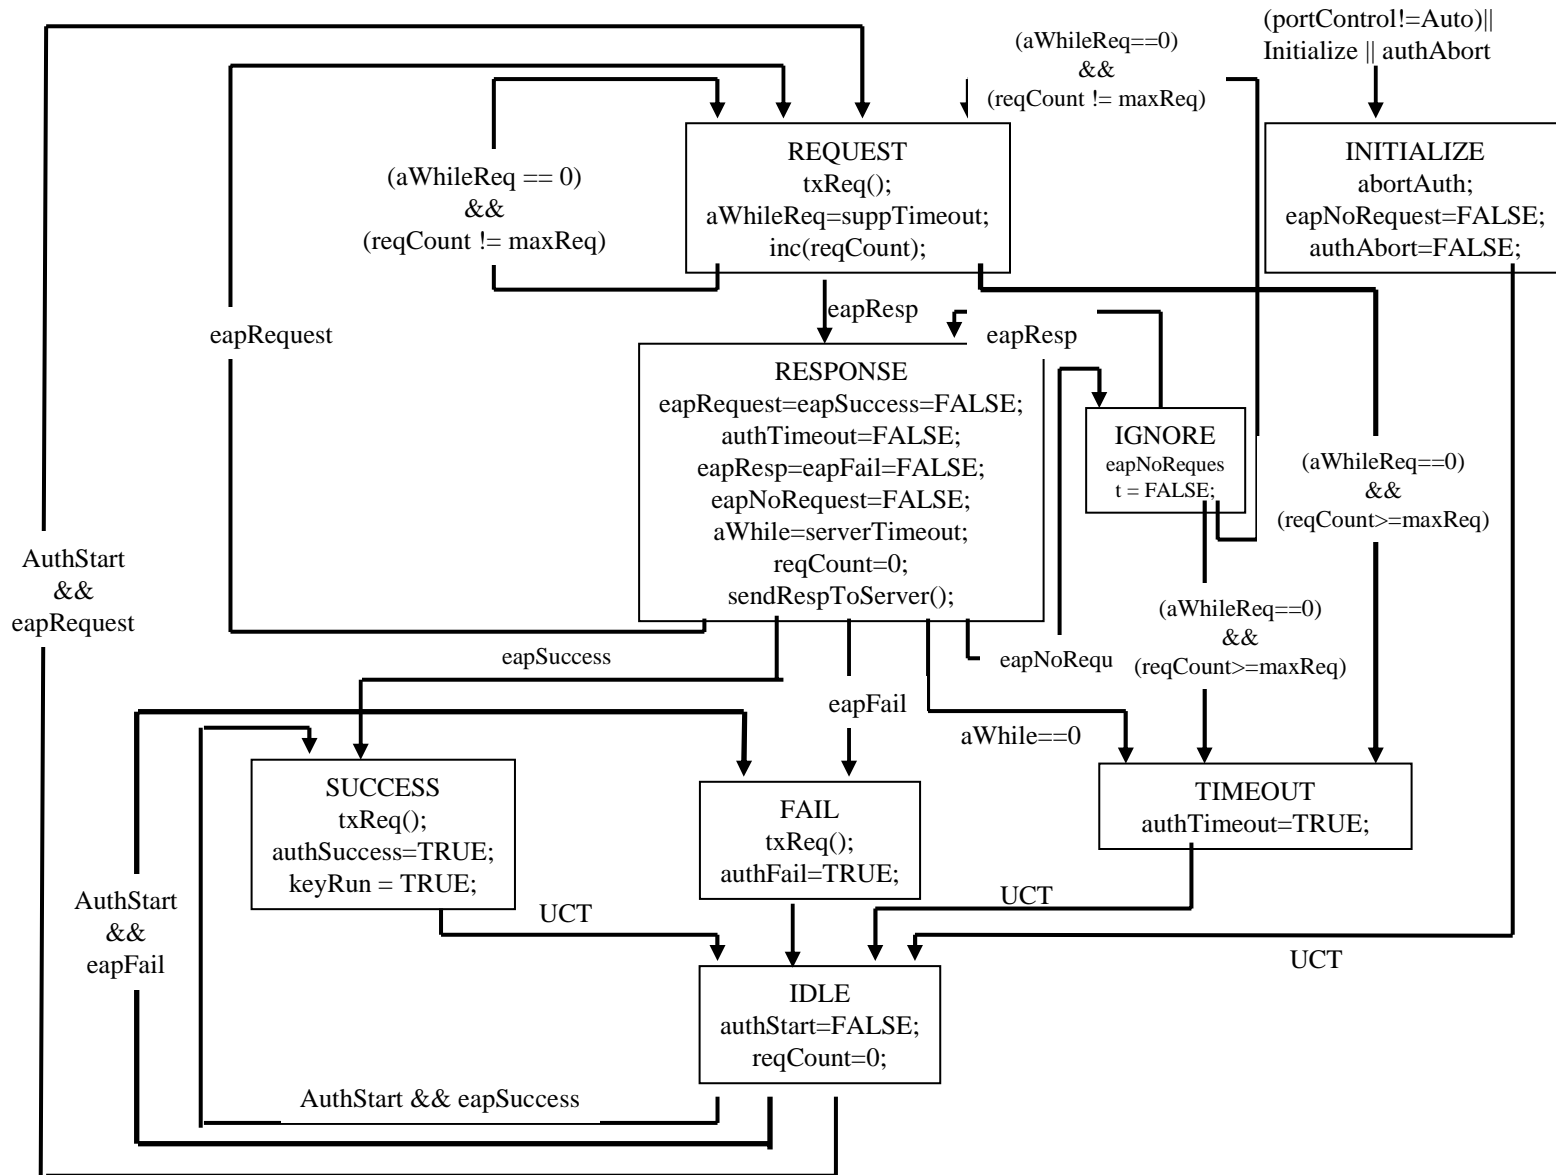 (portControl!=Auto)||
Initialize || authAbort
(aWhileReq==0)
&&
(reqCount != maxReq)
REQUEST
txReq();
aWhileReq=suppTimeout;
inc(reqCount);
INITIALIZE
abortAuth;
eapNoRequest=FALSE;
authAbort=FALSE;
(aWhileReq == 0)
&&
(reqCount != maxReq)
eapRequest
eapResp
eapResp
RESPONSE
eapRequest=eapSuccess=FALSE;
authTimeout=FALSE;
eapResp=eapFail=FALSE;
eapNoRequest=FALSE;
aWhile=serverTimeout;
reqCount=0;
sendRespToServer();
IGNORE
eapNoReques
t = FALSE;
(aWhileReq==0)
&&
(reqCount>=maxReq)
AuthStart
&&
eapRequest
(aWhileReq==0)
&&
(reqCount>=maxReq)
eapSuccess
eapNoRequ
eapFail
aWhile==0
SUCCESS
txReq();
authSuccess=TRUE;
keyRun = TRUE;
FAIL
txReq();
authFail=TRUE;
TIMEOUT
authTimeout=TRUE;
AuthStart
&&
eapFail
UCT
UCT
UCT
IDLE
authStart=FALSE;
reqCount=0;
AuthStart && eapSuccess